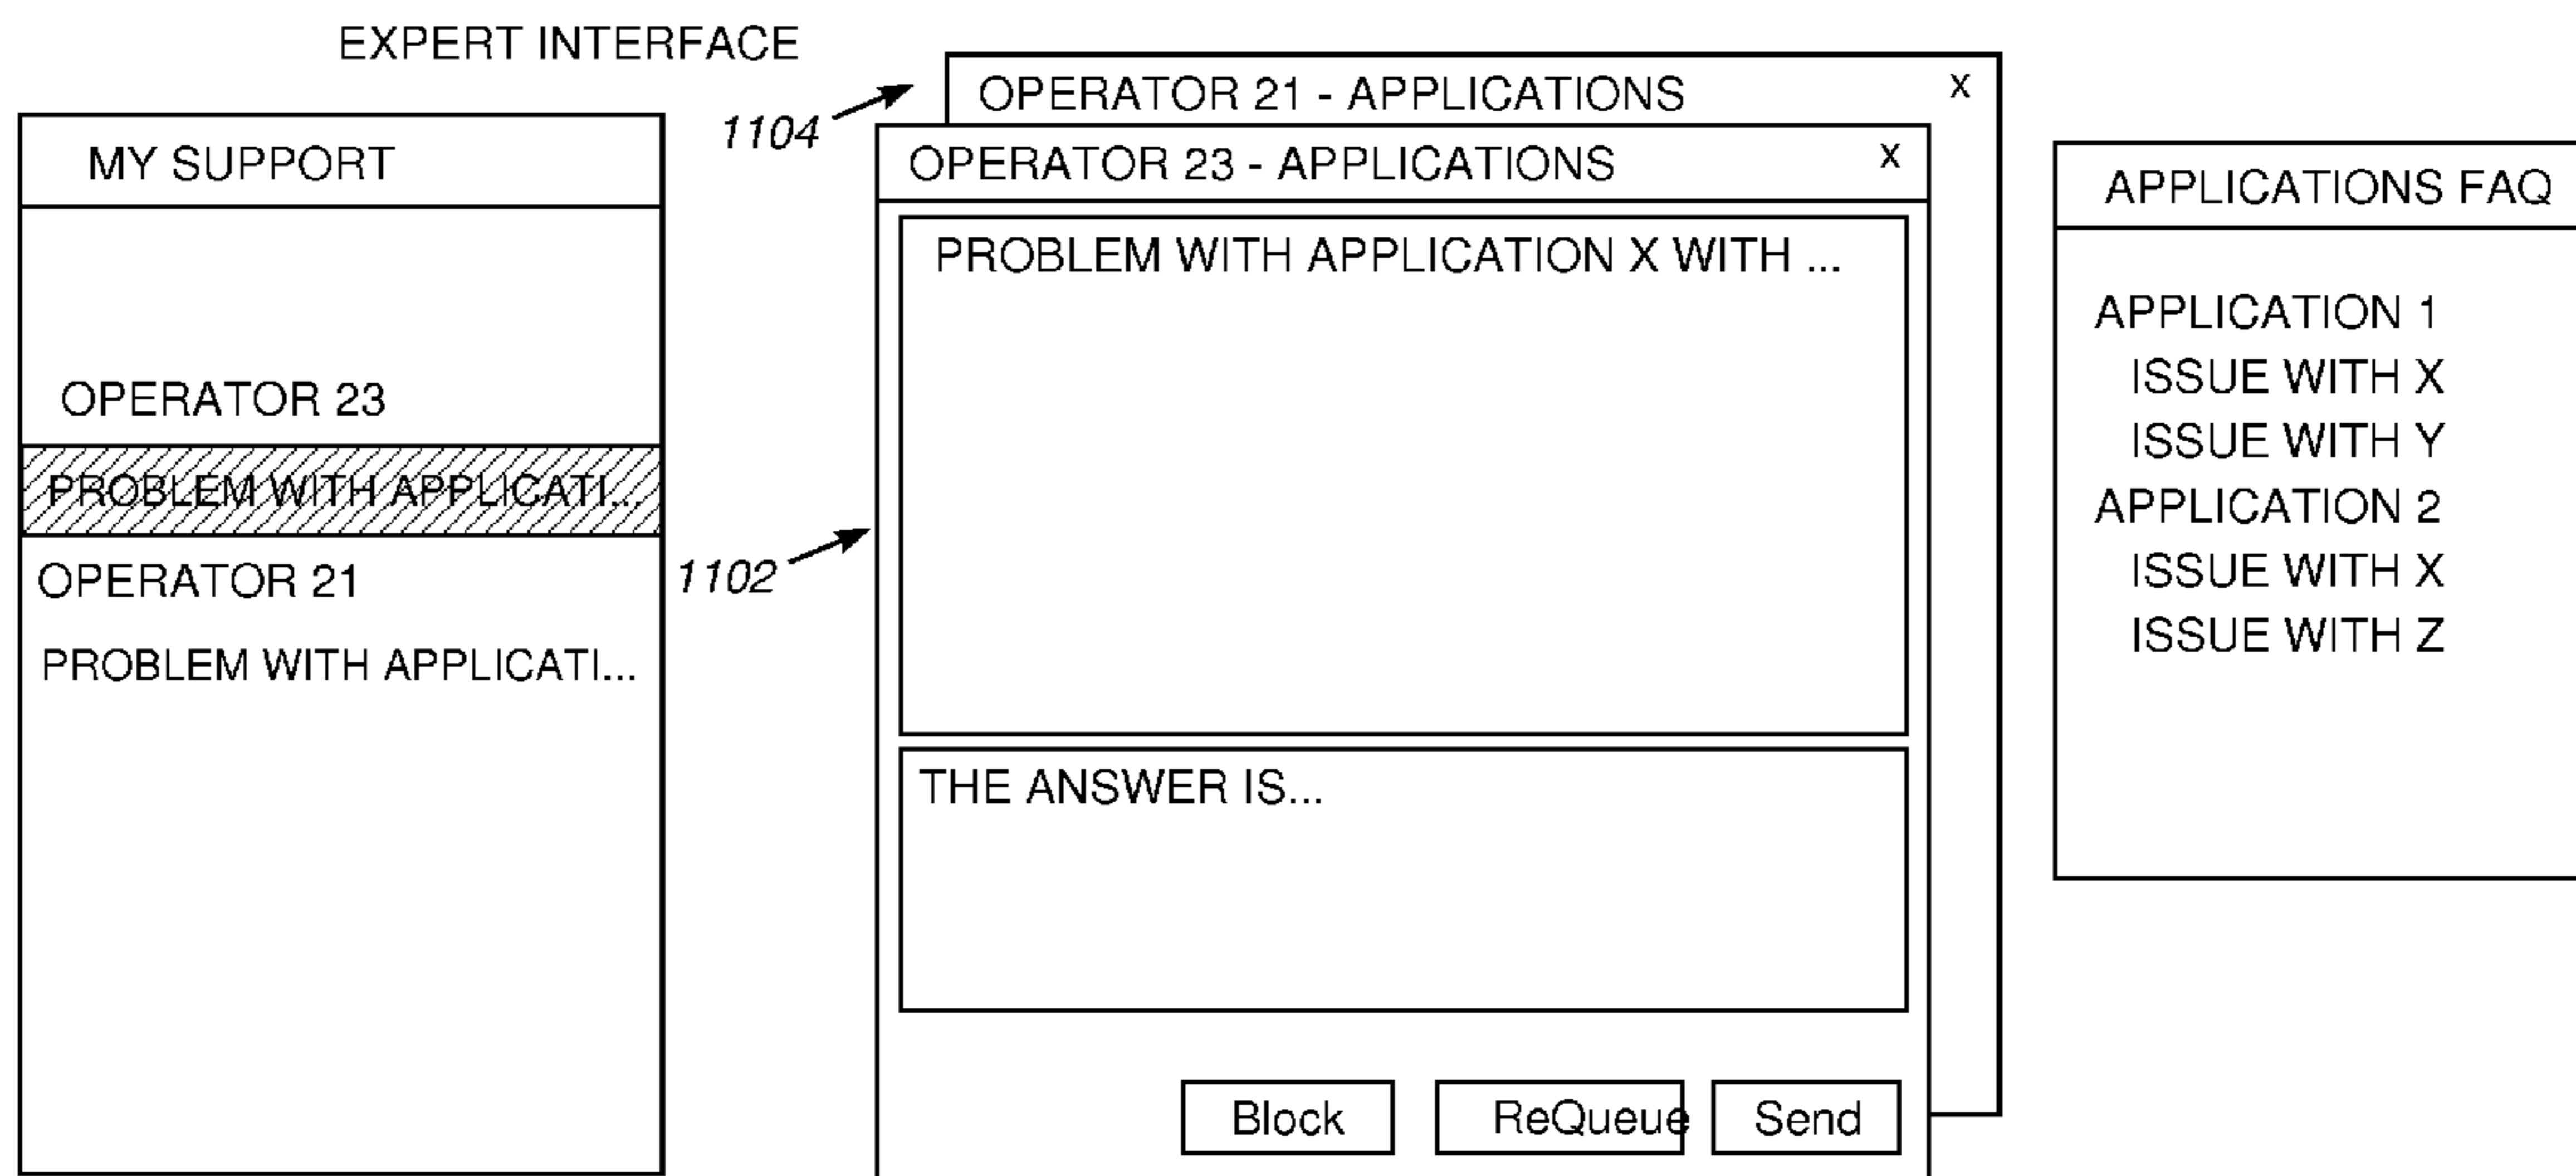 EXPERT INTERFACE
MY SUPPORT
OPERATOR 23
PROBLEM WITH APPLICATI...
OPERATOR 21
PROBLEM WITH APPLICATI...
1104
1102
OPERATOR 21 - APPLICATIONS X
OPERATOR 23 - APPLICATIONS X
PROBLEM WITH APPLICATION X WITH ...
THE ANSWER IS...
Block ReQueue Send
APPLICATIONS FAQ
APPLICATION 1
ISSUE WITH X
ISSUE WITH Y
APPLICATION 2
ISSUE WITH X
ISSUE WITH Z